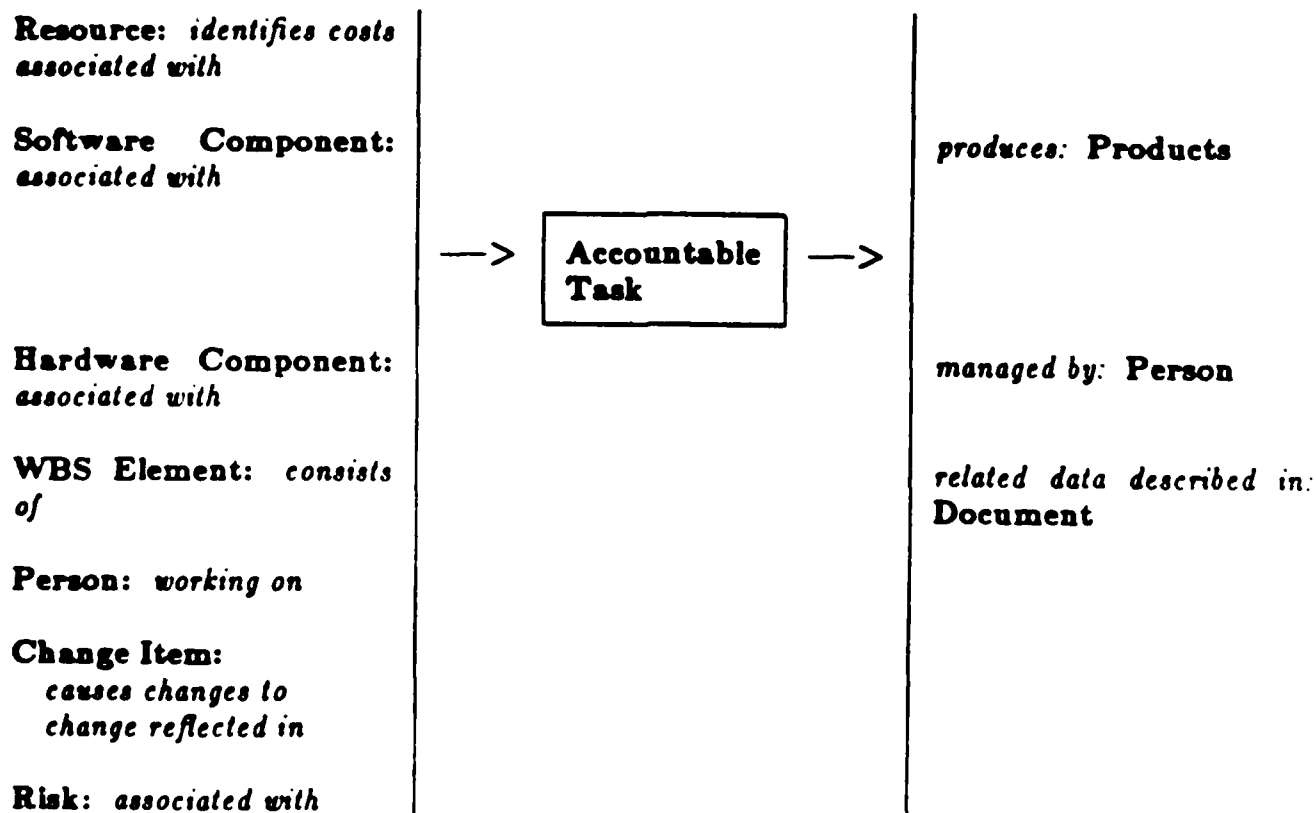 Resource: identifies costs
associated with
Software Component:
associated with
Hardware Component:
associated with
WBS Element: consists
of
Person: working on
Change Item:
causes changes to
change reflected in
Risk: associated with
—> Accountable —>
Task
produces: Products
managed by: Person
related data described in:
Document